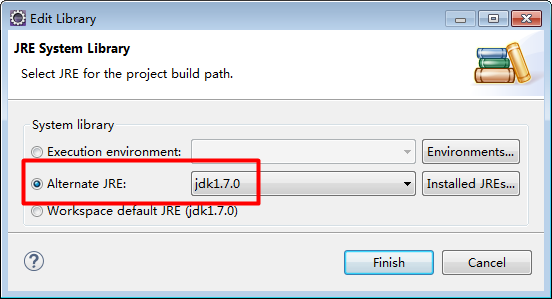 Edit Library
JRE System Library
Select JRE for the project build path.
System library
Execution environment:
Environments...
Alternate JRE:
jdk1.7.0
Installed JREs...
Workspace default JRE (jdk1.7.0)
?
Finish
Cancel